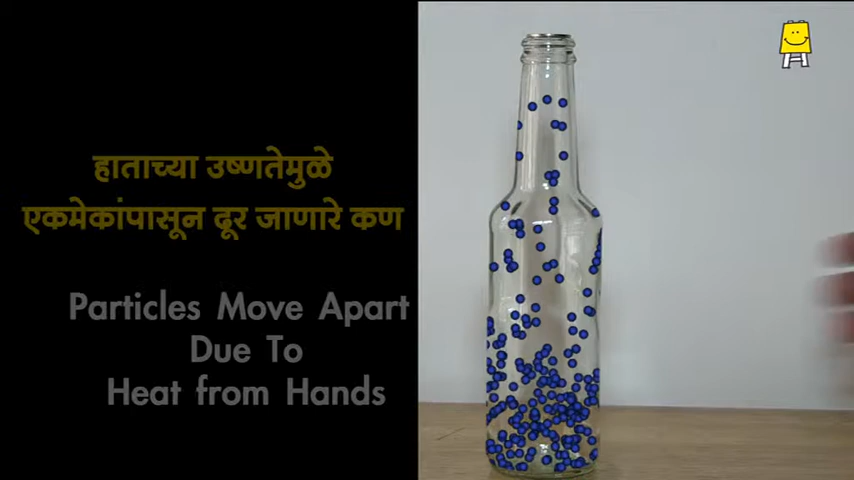 हाताच्या उष्णतेमुळे
एकमेकांपासून दूर जाणारे कण
Particles Move Apart
Due To
Heat from Hands